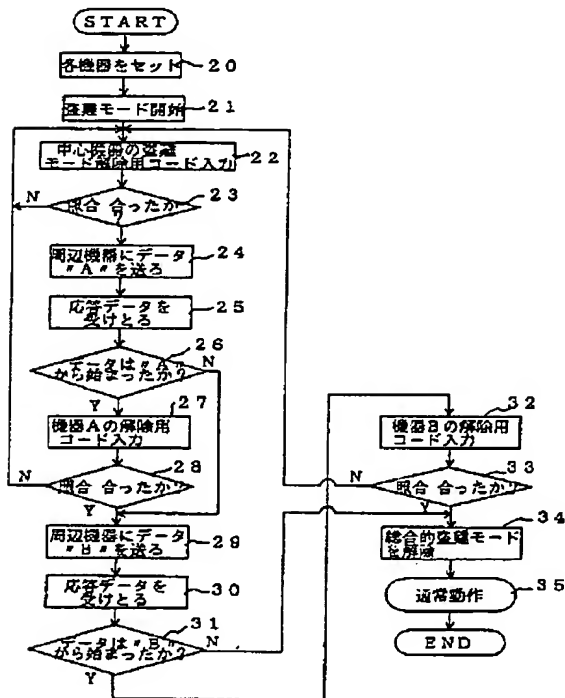 START
各機器をセット
20
盗難モード開始
21
中心機器の盗難
モード解除用コード入力
22
N
照合 合ったか?
23
周辺機器にデータ
"A"を送ろ
24
応答データを
受けとる
25
データは"A"
から始まったか?
26
N
Y
機器Aの解除用
コード入力
27
N
照合 合ったか?
28
Y
周辺機器にデータ
"B"を送ろ
29
応答データを
受けとる
30
データは"B"
から始まったか?
31
N
Y
機器Bの解除用
コード入力
32
N
照合 合ったか?
33
Y
総合的盗難モード
を解除
34
通常動作
35
END